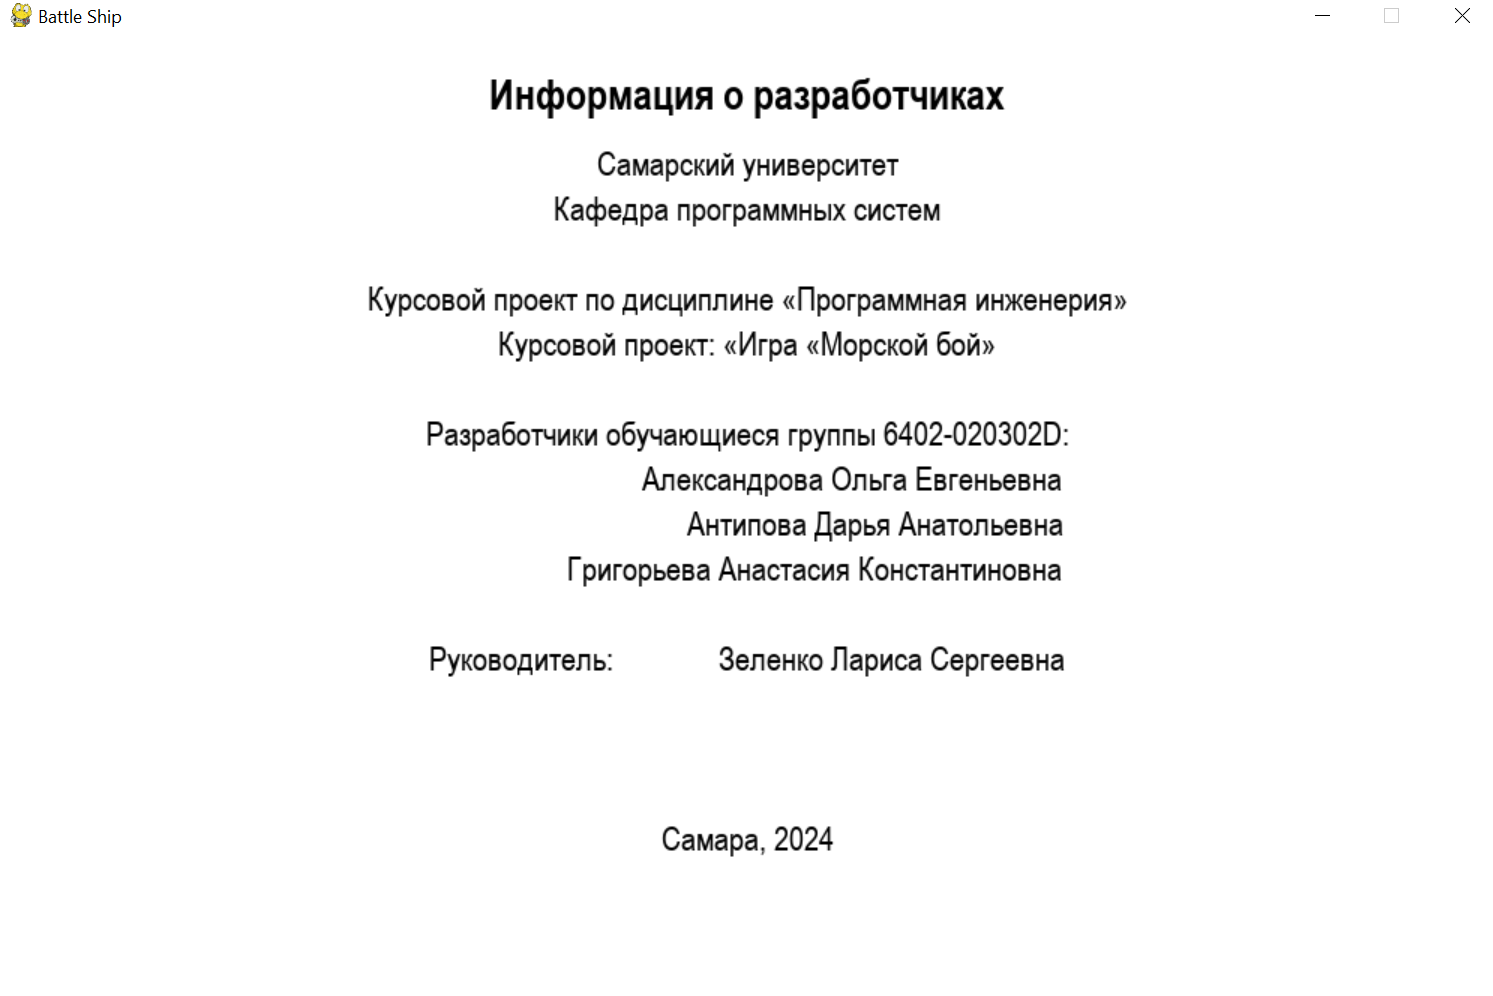 Battle Ship
Информация о разработчиках
Самарский университет
Кафедра программных систем
Курсовой проект по дисциплине «Программная инженерия»
Курсовой проект: «Игра «Морской бой»
Разработчики обучающиеся группы 6402-020302D:
Александрова Ольга Евгеньевна
Антипова Дарья Анатольевна
Григорьева Анастасия Константиновна
Руководитель: Зеленко Лариса Сергеевна
Самара, 2024